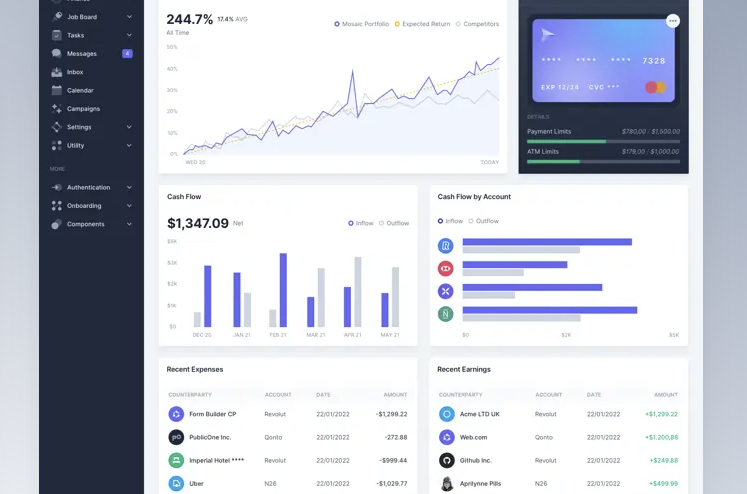 Finance
Job Board
Tasks
Messages 4
Inbox
Calendar
Campaigns
Settings
Utility
MORE
Authentication
Onboarding
Components
244.7% 17.4% AVG
All Time
Mosaic Portfolio Expected Return Competitors
50%
40%
30%
20%
10%
0%
WED 20 TODAY
**** **** **** 7328
EXP 12/24 CVC ***
DETAILS
Payment Limits $780,00 / $1,500.00
ATM Limits $179,00 / $1,000.00
Cash Flow
$1,347.09 Net
Inflow Outflow
$5K
$3K
$2K
$1K
$0
DEC 20 JAN 21 FEB 21 MAR 21 APR 21 MAY 21
Cash Flow by Account
Inflow Outflow
$0 $2K $5K
Recent Expenses
COUNTERPARTY ACCOUNT DATE AMOUNT
Form Builder CP Revolut 22/01/2022 -$1,299.22
PublicOne Inc. Qonto 22/01/2022 -272.88
Imperial Hotel **** Revolut 22/01/2022 -$999.44
Uber N26 22/01/2022 -$1,029.77
Recent Earnings
COUNTERPARTY ACCOUNT DATE AMOUNT
Acme LTD UK Revolut 22/01/2022 +$1,299.22
Web.com Qonto 22/01/2022 +$1.200,88
Github Inc. Revolut 22/01/2022 +$249.88
Aprilynne Pills N26 22/01/2022 +$499.99